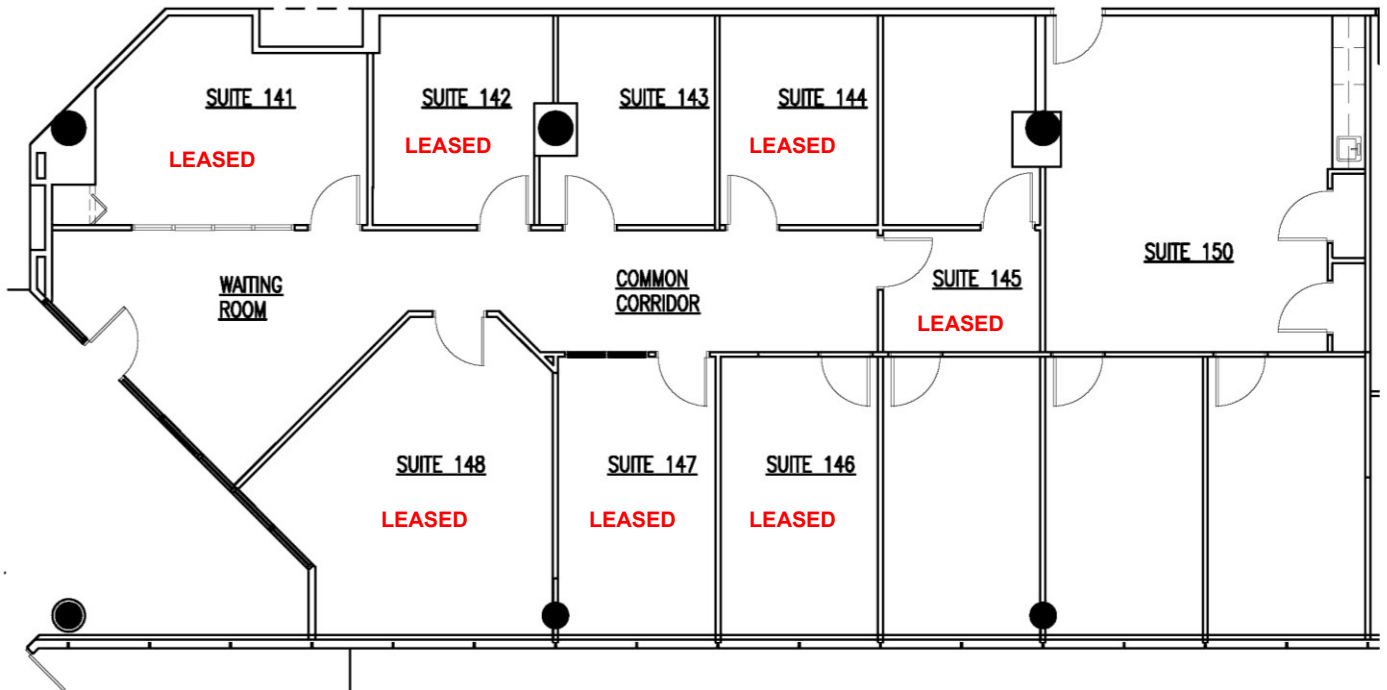 SUITE 141
LEASED
SUITE 142
LEASED
SUITE 143
SUITE 144
LEASED
SUITE 150
WAITING
ROOM
COMMON
CORRIDOR
SUITE 145
LEASED
SUITE 148
LEASED
SUITE 147
LEASED
SUITE 146
LEASED